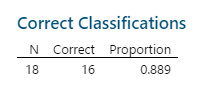 Correct Classifications
N Correct Proportion
18 16 0.889